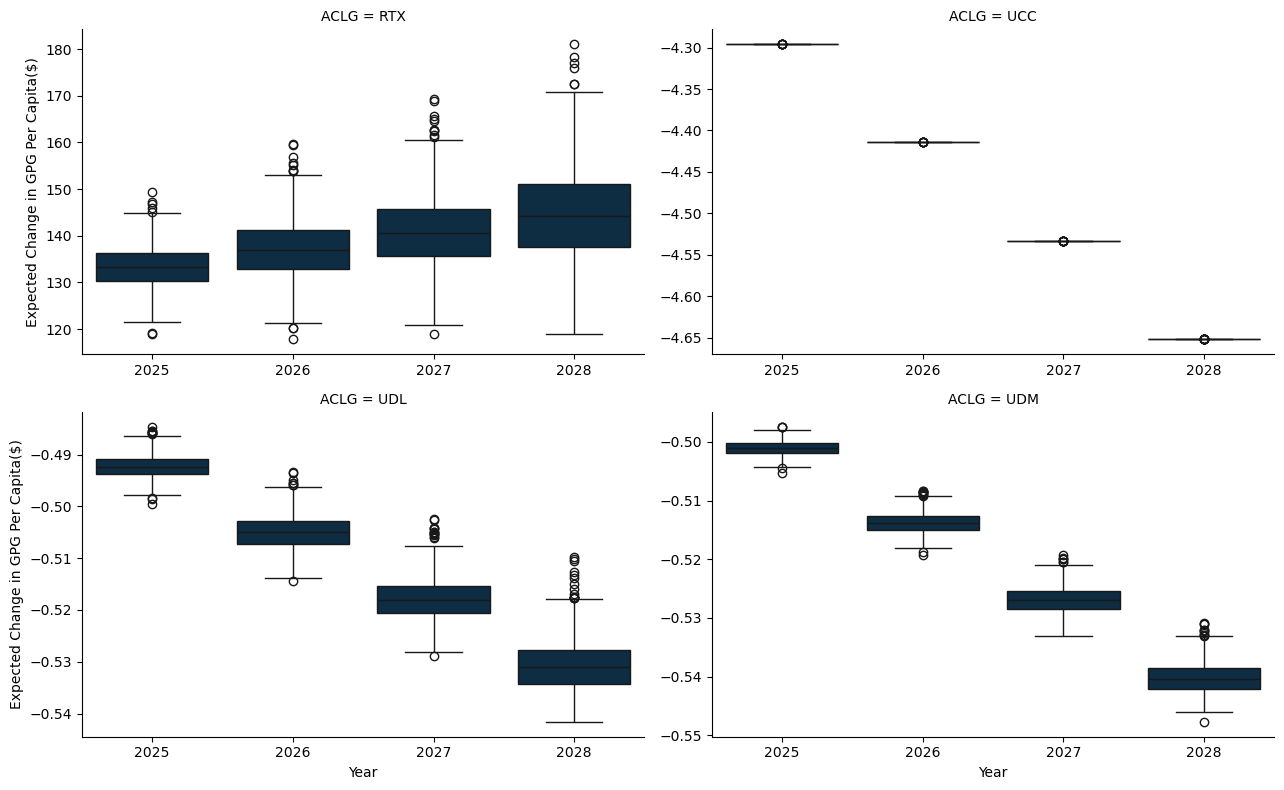 ACLG = RTX
Expected Change in GPG Per Capita($)
180
170
160
150
140
130
120
2025 2026 2027 2028
ACLG = UCC
−4.30
−4.35
−4.40
−4.45
−4.50
−4.55
−4.60
−4.65
2025 2026 2027 2028
ACLG = UDL
Expected Change in GPG Per Capita($)
−0.49
−0.50
−0.51
−0.52
−0.53
−0.54
2025 2026 2027 2028
Year
ACLG = UDM
−0.50
−0.51
−0.52
−0.53
−0.54
−0.55
2025 2026 2027 2028
Year